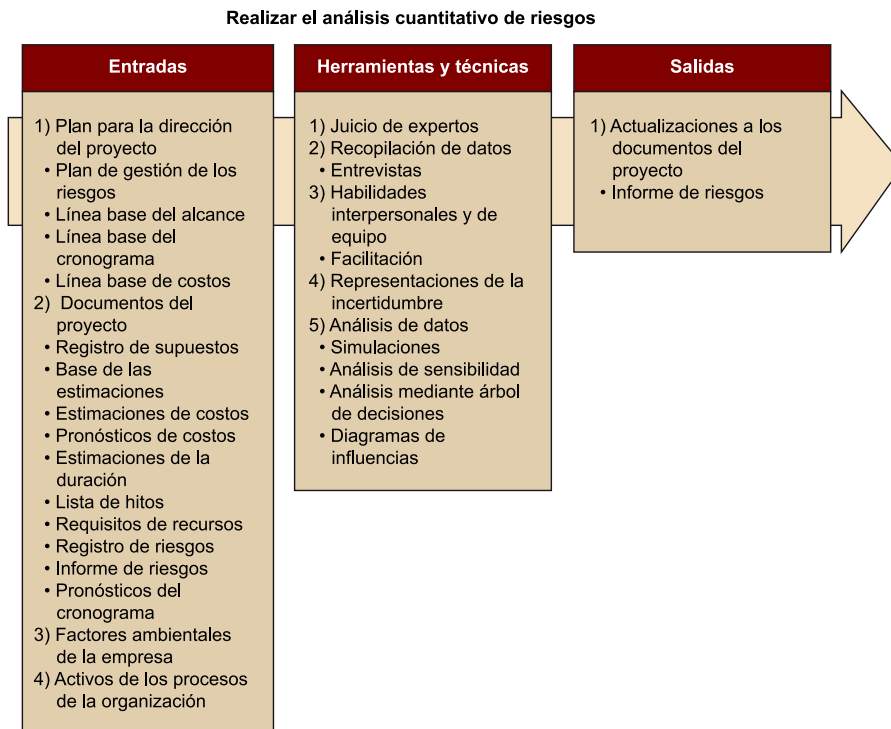 Realizar el análisis cuantitativo de riesgos
Entradas
1) Plan para la dirección
del proyecto
• Plan de gestión de los
riesgos
• Línea base del alcance
• Línea base del
cronograma
• Línea base de costos
2) Documentos del
proyecto
• Registro de supuestos
• Base de las
estimaciones
• Estimaciones de costos
• Pronósticos de costos
• Estimaciones de la
duración
• Lista de hitos
• Requisitos de recursos
• Registro de riesgos
• Informe de riesgos
• Pronósticos del
cronograma
3) Factores ambientales
de la empresa
4) Activos de los procesos
de la organización
Herramientas y técnicas
1) Juicio de expertos
2) Recopilación de datos
• Entrevistas
3) Habilidades
interpersonales y de
equipo
• Facilitación
4) Representaciones de la
incertidumbre
5) Análisis de datos
• Simulaciones
• Análisis de sensibilidad
• Análisis mediante árbol
de decisiones
• Diagramas de
influencias
Salidas
1) Actualizaciones a los
documentos del
proyecto
• Informe de riesgos